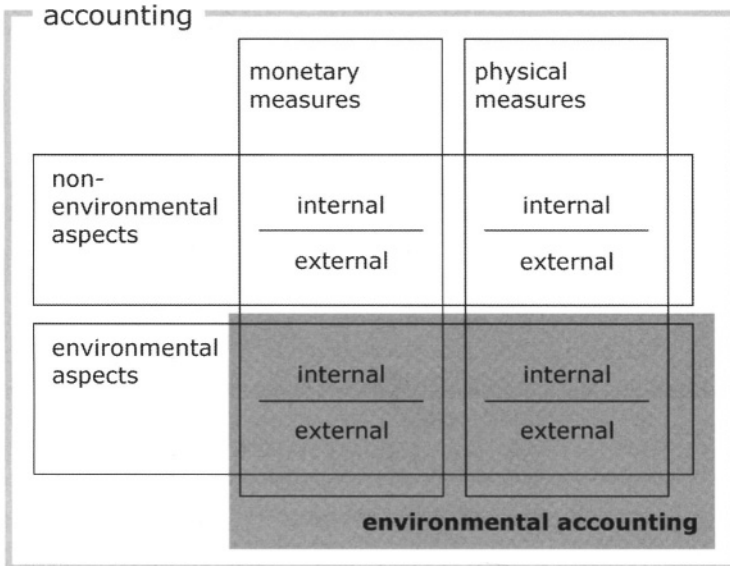 accounting
monetary
measures
physical
measures
non-
environmental
aspects
internal
external
internal
external
environmental
aspects
internal
external
internal
external
environmental accounting